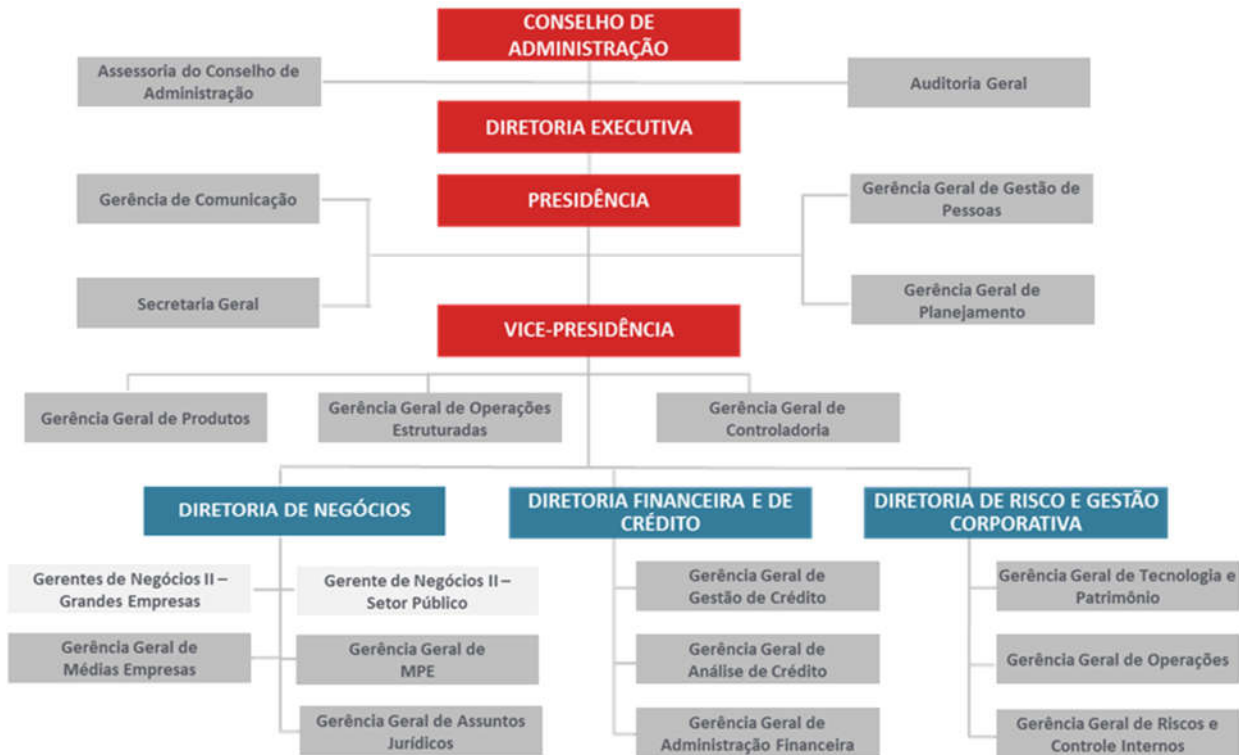 CONSELHO DE
ADMINISTRAÇÃO
Assessoria do Conselho de
Administração
Auditoria Geral
DIRETORIA EXECUTIVA
PRESIDÊNCIA
Gerência de Comunicação
Gerência Geral de Gestão de
Pessoas
Secretaria Geral
Gerência Geral de
Planejamento
VICE-PRESIDÊNCIA
Gerência Geral de Produtos
Gerência Geral de Operações
Estruturadas
Gerência Geral de
Controladoria
DIRETORIA DE NEGÓCIOS
DIRETORIA FINANCEIRA E DE
CRÉDITO
DIRETORIA DE RISCO E GESTÃO
CORPORATIVA
Gerentes de Negócios II –
Grandes Empresas
Gerente de Negócios II –
Setor Público
Gerência Geral de
Gestão de Crédito
Gerência Geral de Tecnologia e
Patrimônio
Gerência Geral de
Médias Empresas
Gerência Geral de
MPE
Gerência Geral de
Análise de Crédito
Gerência Geral de Operações
Gerência Geral de Assuntos
Jurídicos
Gerência Geral de
Administração Financeira
Gerência Geral de Riscos e
Controle Internos